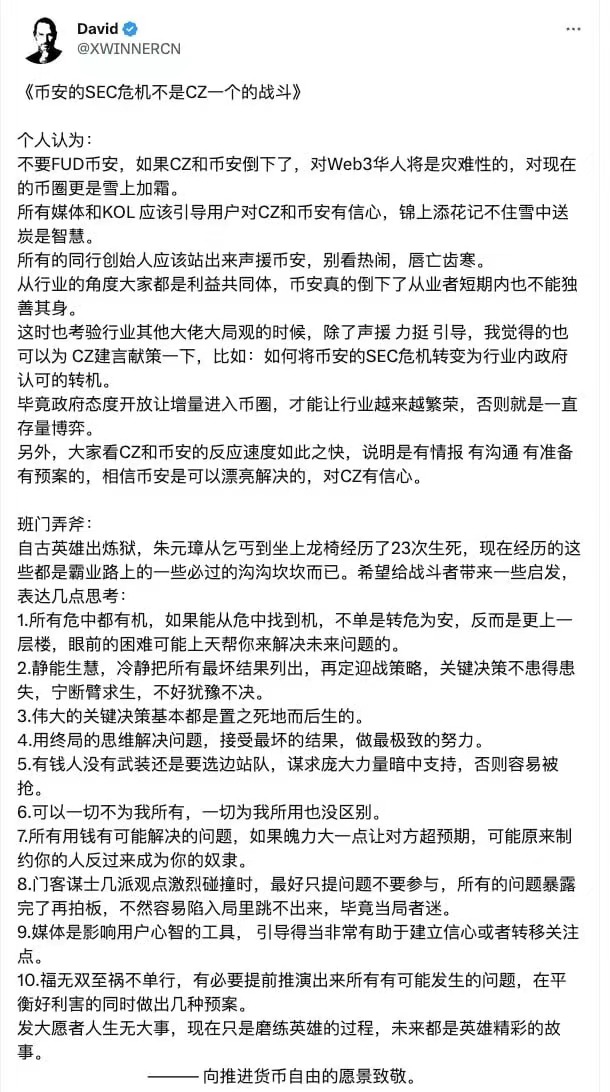 David
@XWINNERCN
《币安的SEC危机不是CZ一个的战斗》
个人认为：
不要FUD币安，如果CZ和币安倒下了，对Web3华人将是灾难性的，对现在
的币圈更是雪上加霜。
所有媒体和KOL 应该引导用户对CZ和币安有信心，锦上添花记不住雪中送
炭是智慧。
所有的同行创始人应该站出来声援币安，别看热闹，唇亡齿寒。
从行业的角度大家都是利益共同体，币安真的倒下了从业者短期内也不能独
善其身。
这时也考验行业其他大佬大局观的时候，除了声援 力挺 引导，我觉得的也
可以为 CZ建言献策一下，比如：如何将币安的SEC危机转变为行业内政府
认可的转机。
毕竟政府态度开放让增量进入币圈，才能让行业越来越繁荣，否则就是一直
存量博弈。
另外，大家看CZ和币安的反应速度如此之快，说明是有情报 有沟通 有准备
有预案的，相信币安是可以漂亮解决的，对CZ有信心。
班门弄斧：
自古英雄出炼狱，朱元璋从乞丐到坐上龙椅经历了23次生死，现在经历的这
些都是霸业路上的一些必过的沟沟坎坎而已。希望给战斗者带来一些启发，
表达几点思考：
1.所有危中都有机，如果能从危中找到机，不单是转危为安，反而是更上一
层楼，眼前的困难可能上天帮你来解决未来问题的。
2.静能生慧，冷静把所有最坏结果列出，再定迎战策略，关键决策不患得患
失，宁断臂求生，不好犹豫不决。
3.伟大的关键决策基本都是置之死地而后生的。
4.用终局的思维解决问题，接受最坏的结果，做最极致的努力。
5.有钱人没有武装还是要选边站队，谋求庞大力量暗中支持，否则容易被
抢。
6.可以一切不为我所有，一切为我所用也没区别。
7.所有用钱有可能解决的问题，如果魄力大一点让对方超预期，可能原来制
约你的人反过来成为你的奴隶。
8.门客谋士几派观点激烈碰撞时，最好只提问题不要参与，所有的问题暴露
完了再拍板，不然容易陷入局里跳不出来，毕竟当局者迷。
9.媒体是影响用户心智的工具， 引导得当非常有助于建立信心或者转移关注
点。
10.福无双至祸不单行，有必要提前推演出来所有有可能发生的问题，在平
衡好利害的同时做出几种预案。
发大愿者人生无大事，现在只是磨练英雄的过程，未来都是英雄精彩的故
事。
——— 向推进货币自由的愿景致敬。